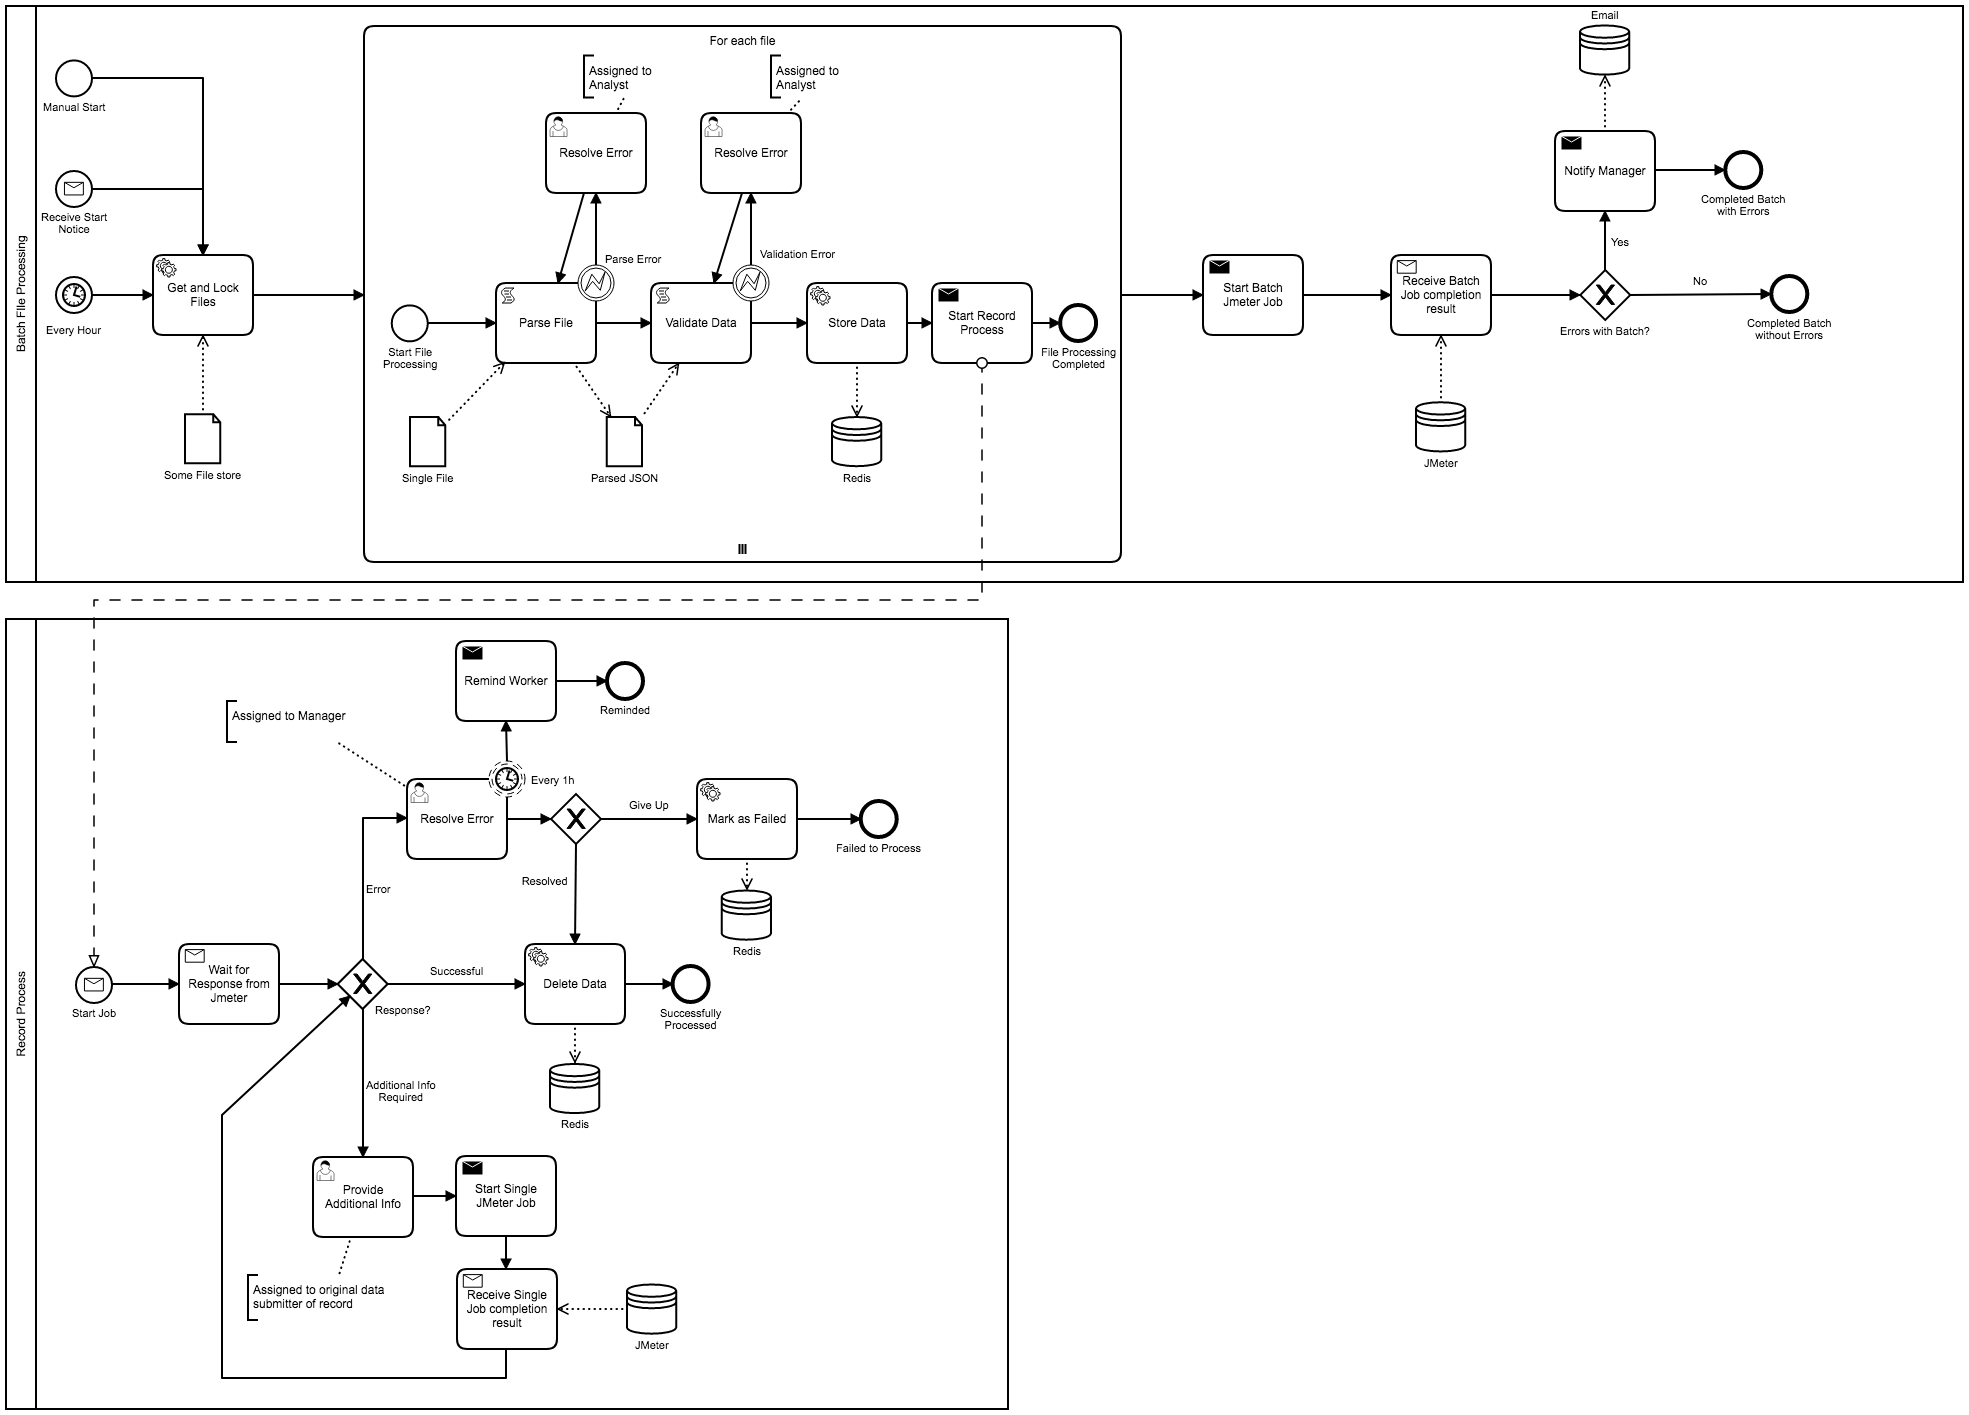 Batch FIle Processing
Manual Start
Receive Start
Notice
Every Hour
Get and Lock
Files
Some File store
For each file
Assigned to
Analyst
Assigned to
Analyst
Resolve Error
Resolve Error
Parse Error
Validation Error
Start File
Processing
Parse File
Validate Data
Store Data
Start Record
Process
File Processing
Completed
Single File
Parsed JSON
Redis
Start Batch
Jmeter Job
Receive Batch
Job completion
result
JMeter
Errors with Batch?
Yes
No
Email
Notify Manager
Completed Batch
with Errors
Completed Batch
without Errors
Record Process
Remind Worker
Reminded
Assigned to Manager
Every 1h
Resolve Error
Give Up
Mark as Failed
Failed to Process
Redis
Error
Resolved
Start Job
Wait for
Response from
Jmeter
Response?
Successful
Delete Data
Successfully
Processed
Redis
Additional Info
Required
Provide
Additional Info
Start Single
JMeter Job
Assigned to original data
submitter of record
Receive Single
Job completion
result
JMeter